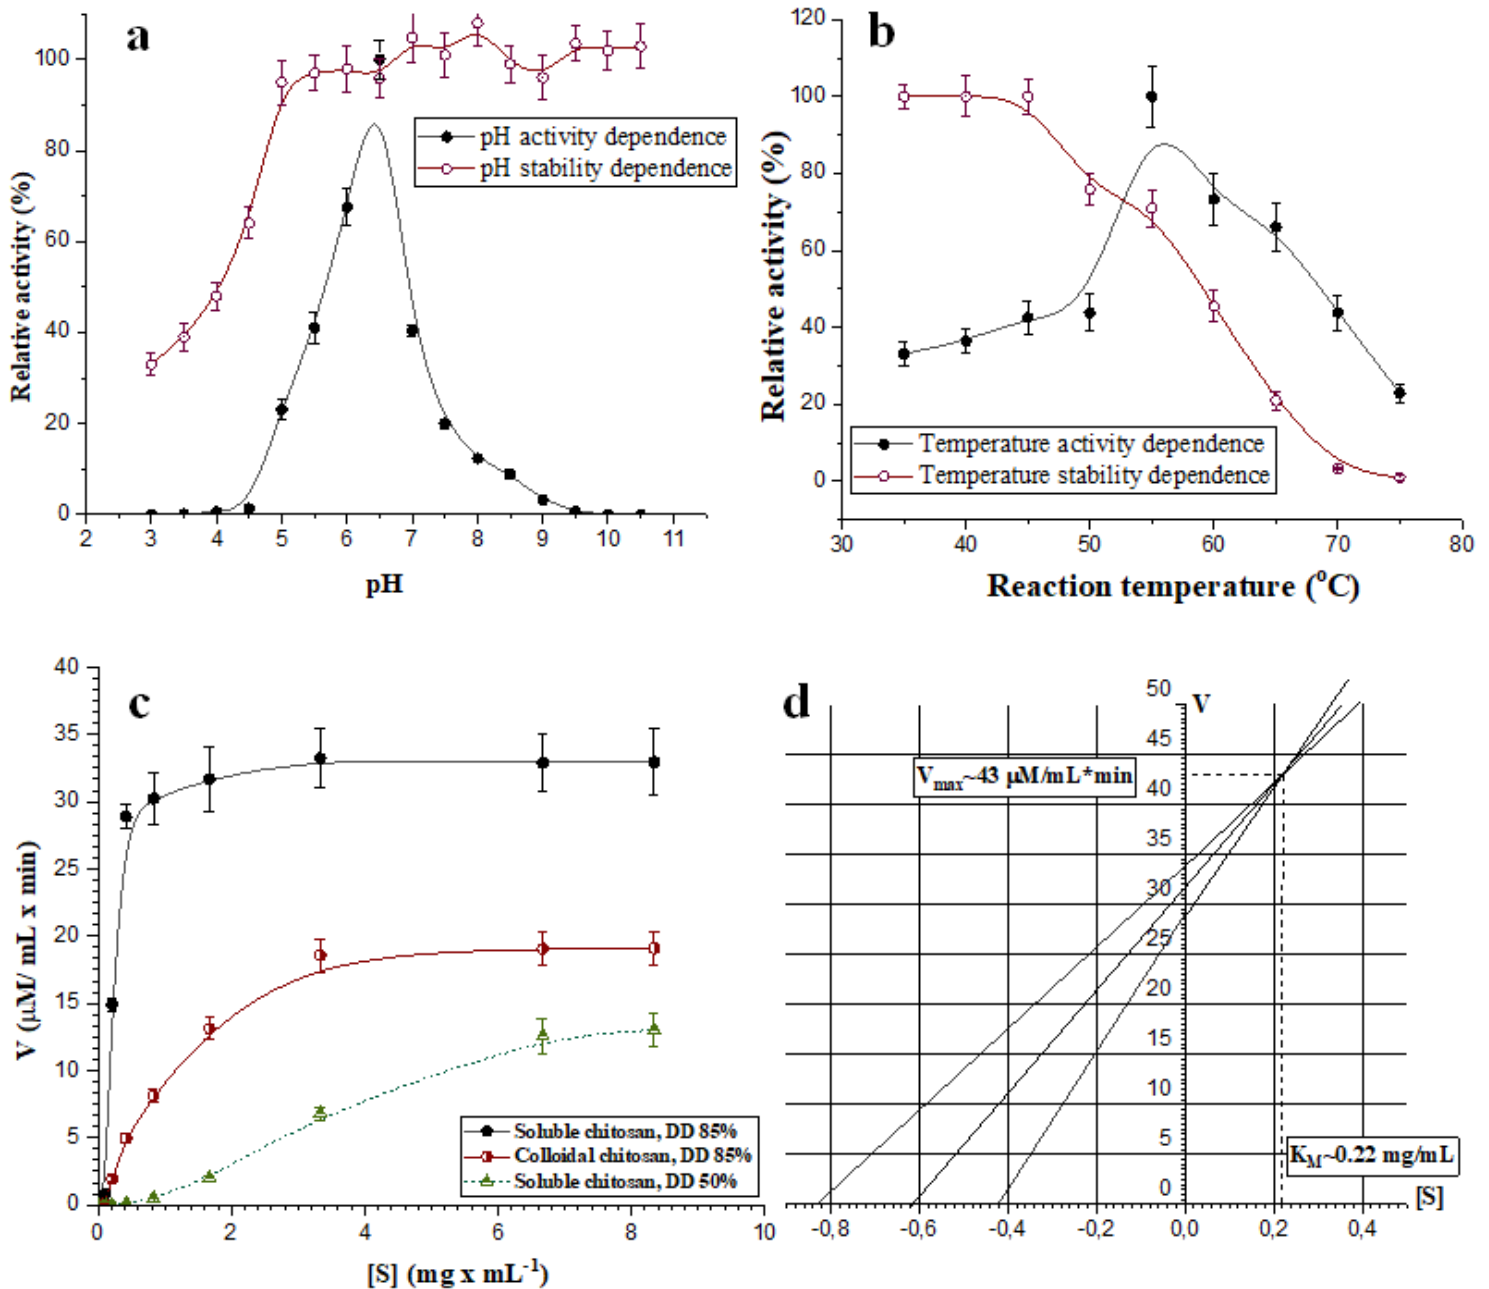 a
100
80
60
40
20
0
Relative activity (%)
pH activity dependence
pH stability dependence
2 3 4 5 6 7 8 9 10 11
pH
b
120
100
80
60
40
20
0
Relative activity (%)
Temperature activity dependence
Temperature stability dependence
30 40 50 60 70 80
Reaction temperature (°C)
c
40
35
30
25
20
15
10
5
0
V (μM/ mL x min)
Soluble chitosan, DD 85%
Colloidal chitosan, DD 85%
Soluble chitosan, DD 50%
0 2 4 6 8 10
[S] (mg x mL⁻¹)
d
50
V
45
Vmax~43 μM/mL*min
40
35
30
25
20
15
10
5
KM~0.22 mg/mL
0
[S]
-0,8 -0,6 -0,4 -0,2 0,0 0,2 0,4